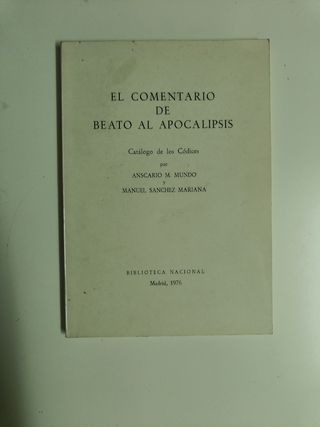 EL COMENTARIO
DE
BEATO AL APOCALIPSIS
Catálogo de los Códices
por
ANSCARIO M. MUNDO
Y
MANUEL SANCHEZ MARIANA
BIBLIOTECA NACIONAL
Madrid, 1976